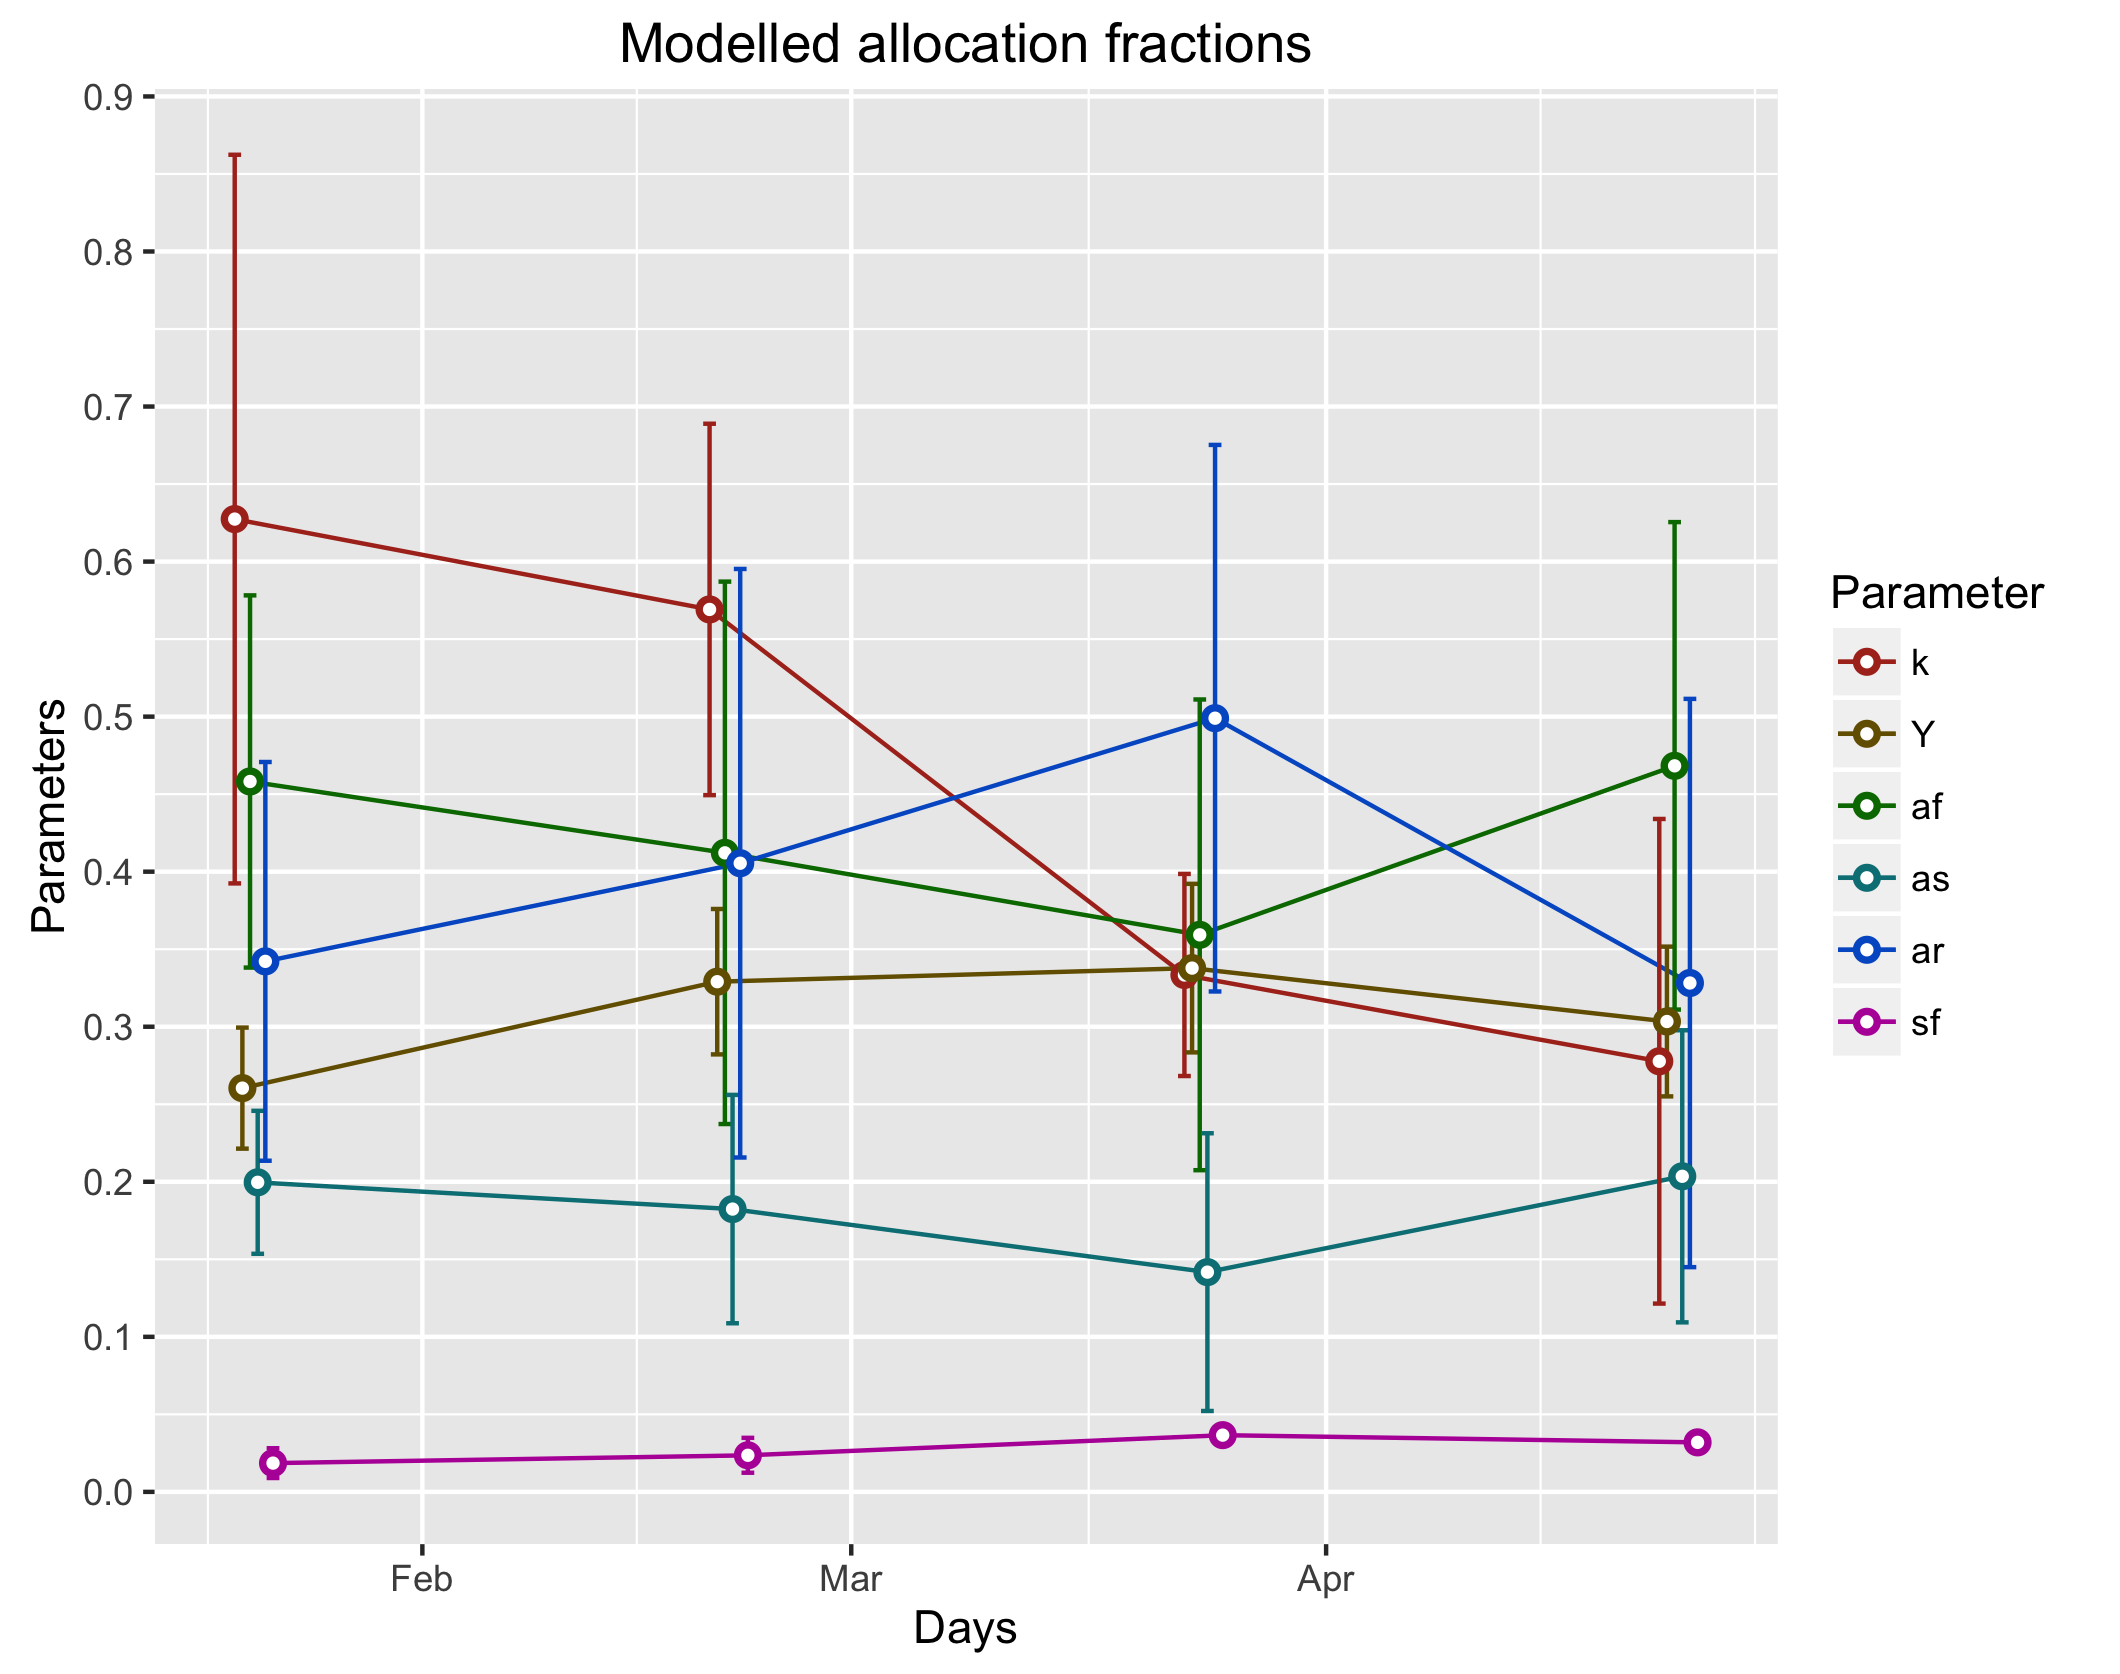 Modelled allocation fractions
0.9
0.8
0.7
0.6
0.5
0.4
0.3
0.2
0.1
0.0
Parameters
Feb Mar Apr
Days
Parameter
k
Y
af
as
ar
sf